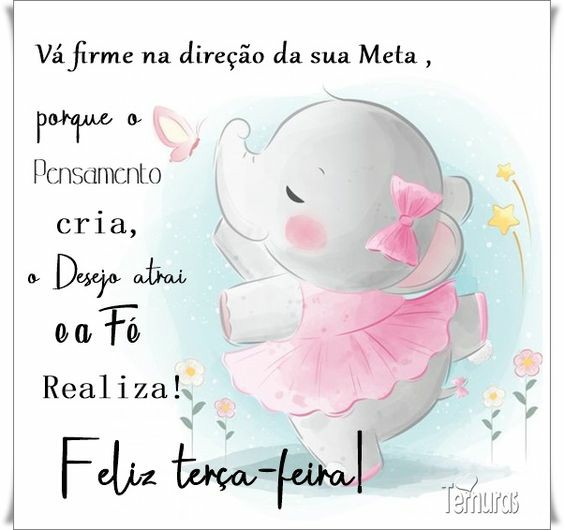 Vá firme na direção da sua Meta ,
porque o
Pensamento
cria,
o Desejo atrai
e a Fé
Realiza!
Feliz terça-feira!
Ternuras